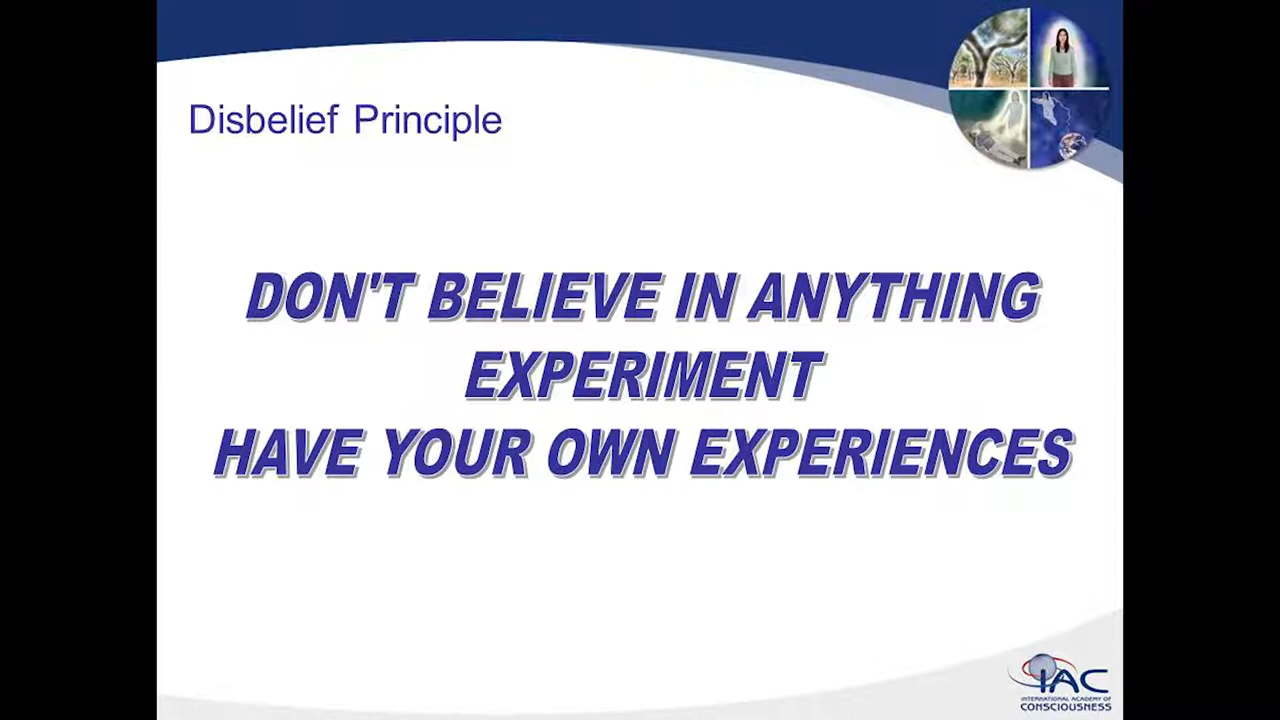 Disbelief Principle
DON'T BELIEVE IN ANYTHING
EXPERIMENT
HAVE YOUR OWN EXPERIENCES
IAC
INTERNATIONAL ACADEMY OF
CONSCIOUSNESS